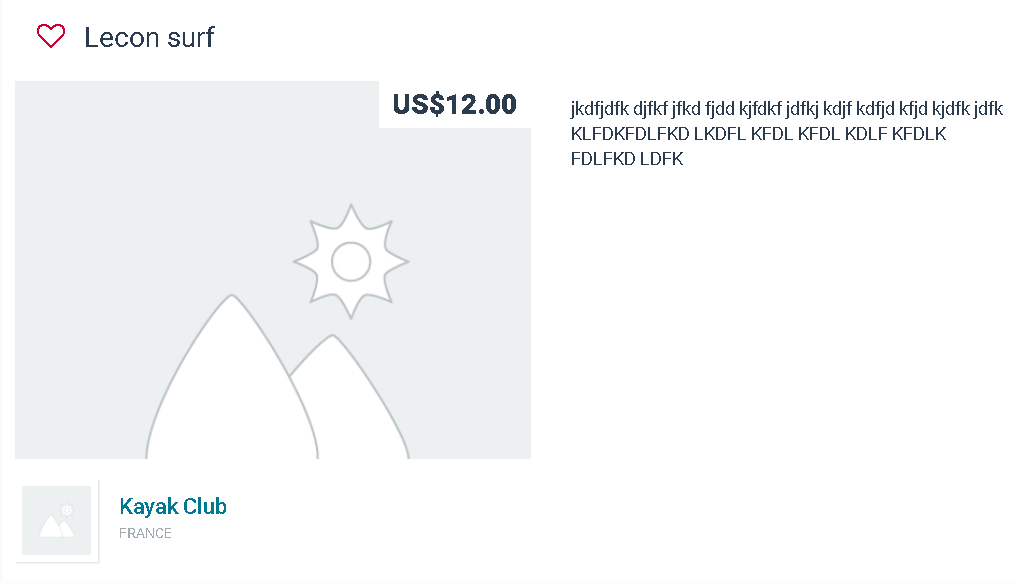 Lecon surf
US$12.00
jkdfjdfk djfkf jfkd fjdd kjfdkf jdfkj kdjf kdfjd kfjd kjdfk jdfk
KLFDKFDLFKD LKDFL KFDL KFDL KDLF KFDLK
FDLFKD LDFK
Kayak Club
FRANCE